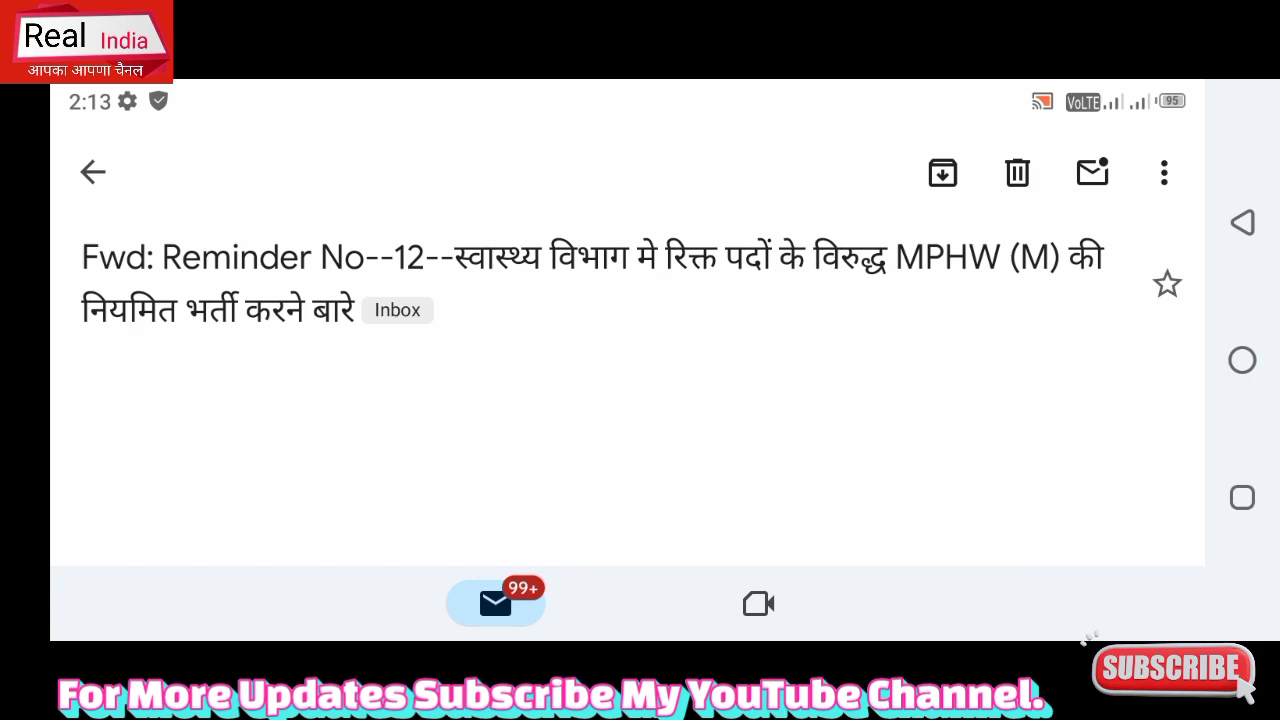 Real India
आपका आपणा चैनल
2:13
VoLTE 95
Fwd: Reminder No--12--स्वास्थ्य विभाग मे रिक्त पदों के विरुद्ध MPHW (M) की
नियमित भर्ती करने बारे Inbox
99+
SUBSCRIBE
For More Updates Subscribe My YouTube Channel.